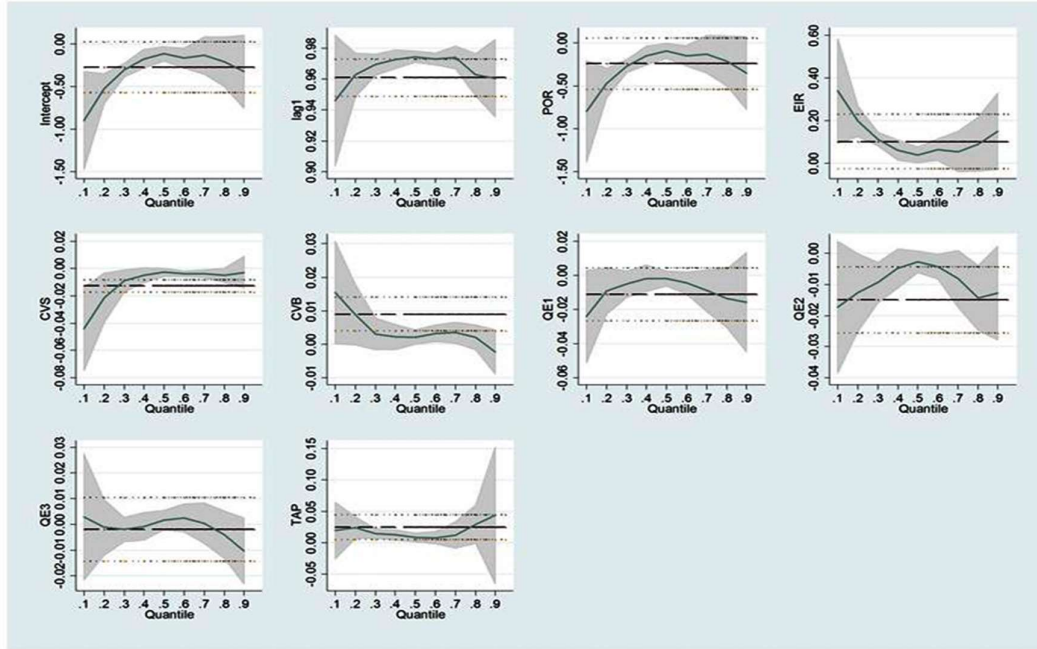 Intercept
0.00
-0.50
-1.00
-1.50
.1 .2 .3 .4 .5 .6 .7 .8 .9
Quantile
lag1
0.98
0.96
0.94
0.92
0.90
.1 .2 .3 .4 .5 .6 .7 .8 .9
Quantile
POR
0.00
-0.50
-1.00
-1.50
.1 .2 .3 .4 .5 .6 .7 .8 .9
Quantile
EIR
0.60
0.40
0.20
0.00
.1 .2 .3 .4 .5 .6 .7 .8 .9
Quantile
CVS
0.02
0.00
-0.02
-0.04
-0.06
-0.08
.1 .2 .3 .4 .5 .6 .7 .8 .9
Quantile
CVB
0.03
0.02
0.01
0.00
-0.01
.1 .2 .3 .4 .5 .6 .7 .8 .9
Quantile
QE1
0.02
0.00
-0.02
-0.04
-0.06
.1 .2 .3 .4 .5 .6 .7 .8 .9
Quantile
QE2
0.00
-0.01
-0.02
-0.03
-0.04
.1 .2 .3 .4 .5 .6 .7 .8 .9
Quantile
QE3
0.03
0.02
0.01
0.00
-0.01
-0.02
.1 .2 .3 .4 .5 .6 .7 .8 .9
Quantile
TAP
0.15
0.10
0.05
0.00
-0.05
.1 .2 .3 .4 .5 .6 .7 .8 .9
Quantile